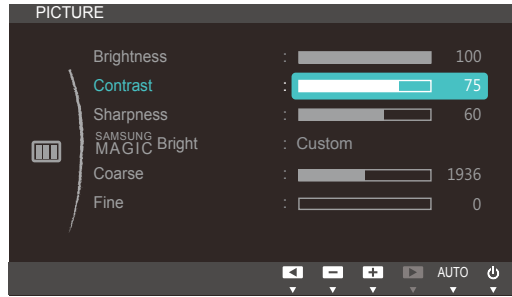 PICTURE
Brightness : 100
Contrast : 75
Sharpness : 60
SAMSUNG
MAGIC Bright : Custom
Coarse : 1936
Fine : 0
AUTO